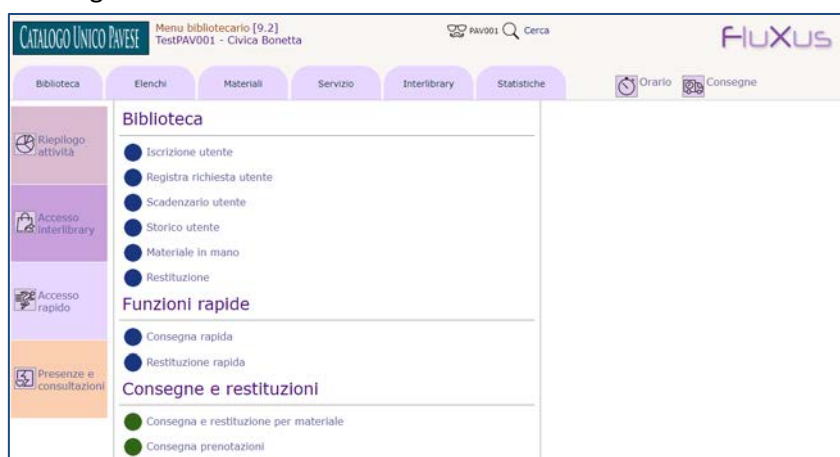 CATALOGO UNICO PAVESE
Menu bibliotecario [9.2]
TestPAV001 - Civica Bonetta
PAV001 Cerca
FluXus
Biblioteca Elenchi Materiali Servizio Interlibrary Statistiche Orario Consegne
Riepilogo
attività
Accesso
interlibrary
Accesso
rapido
Presenze e
consultazioni
Biblioteca
Iscrizione utente
Registra richiesta utente
Scadenzario utente
Storico utente
Materiale in mano
Restituzione
Funzioni rapide
Consegna rapida
Restituzione rapida
Consegne e restituzioni
Consegna e restituzione per materiale
Consegna prenotazioni